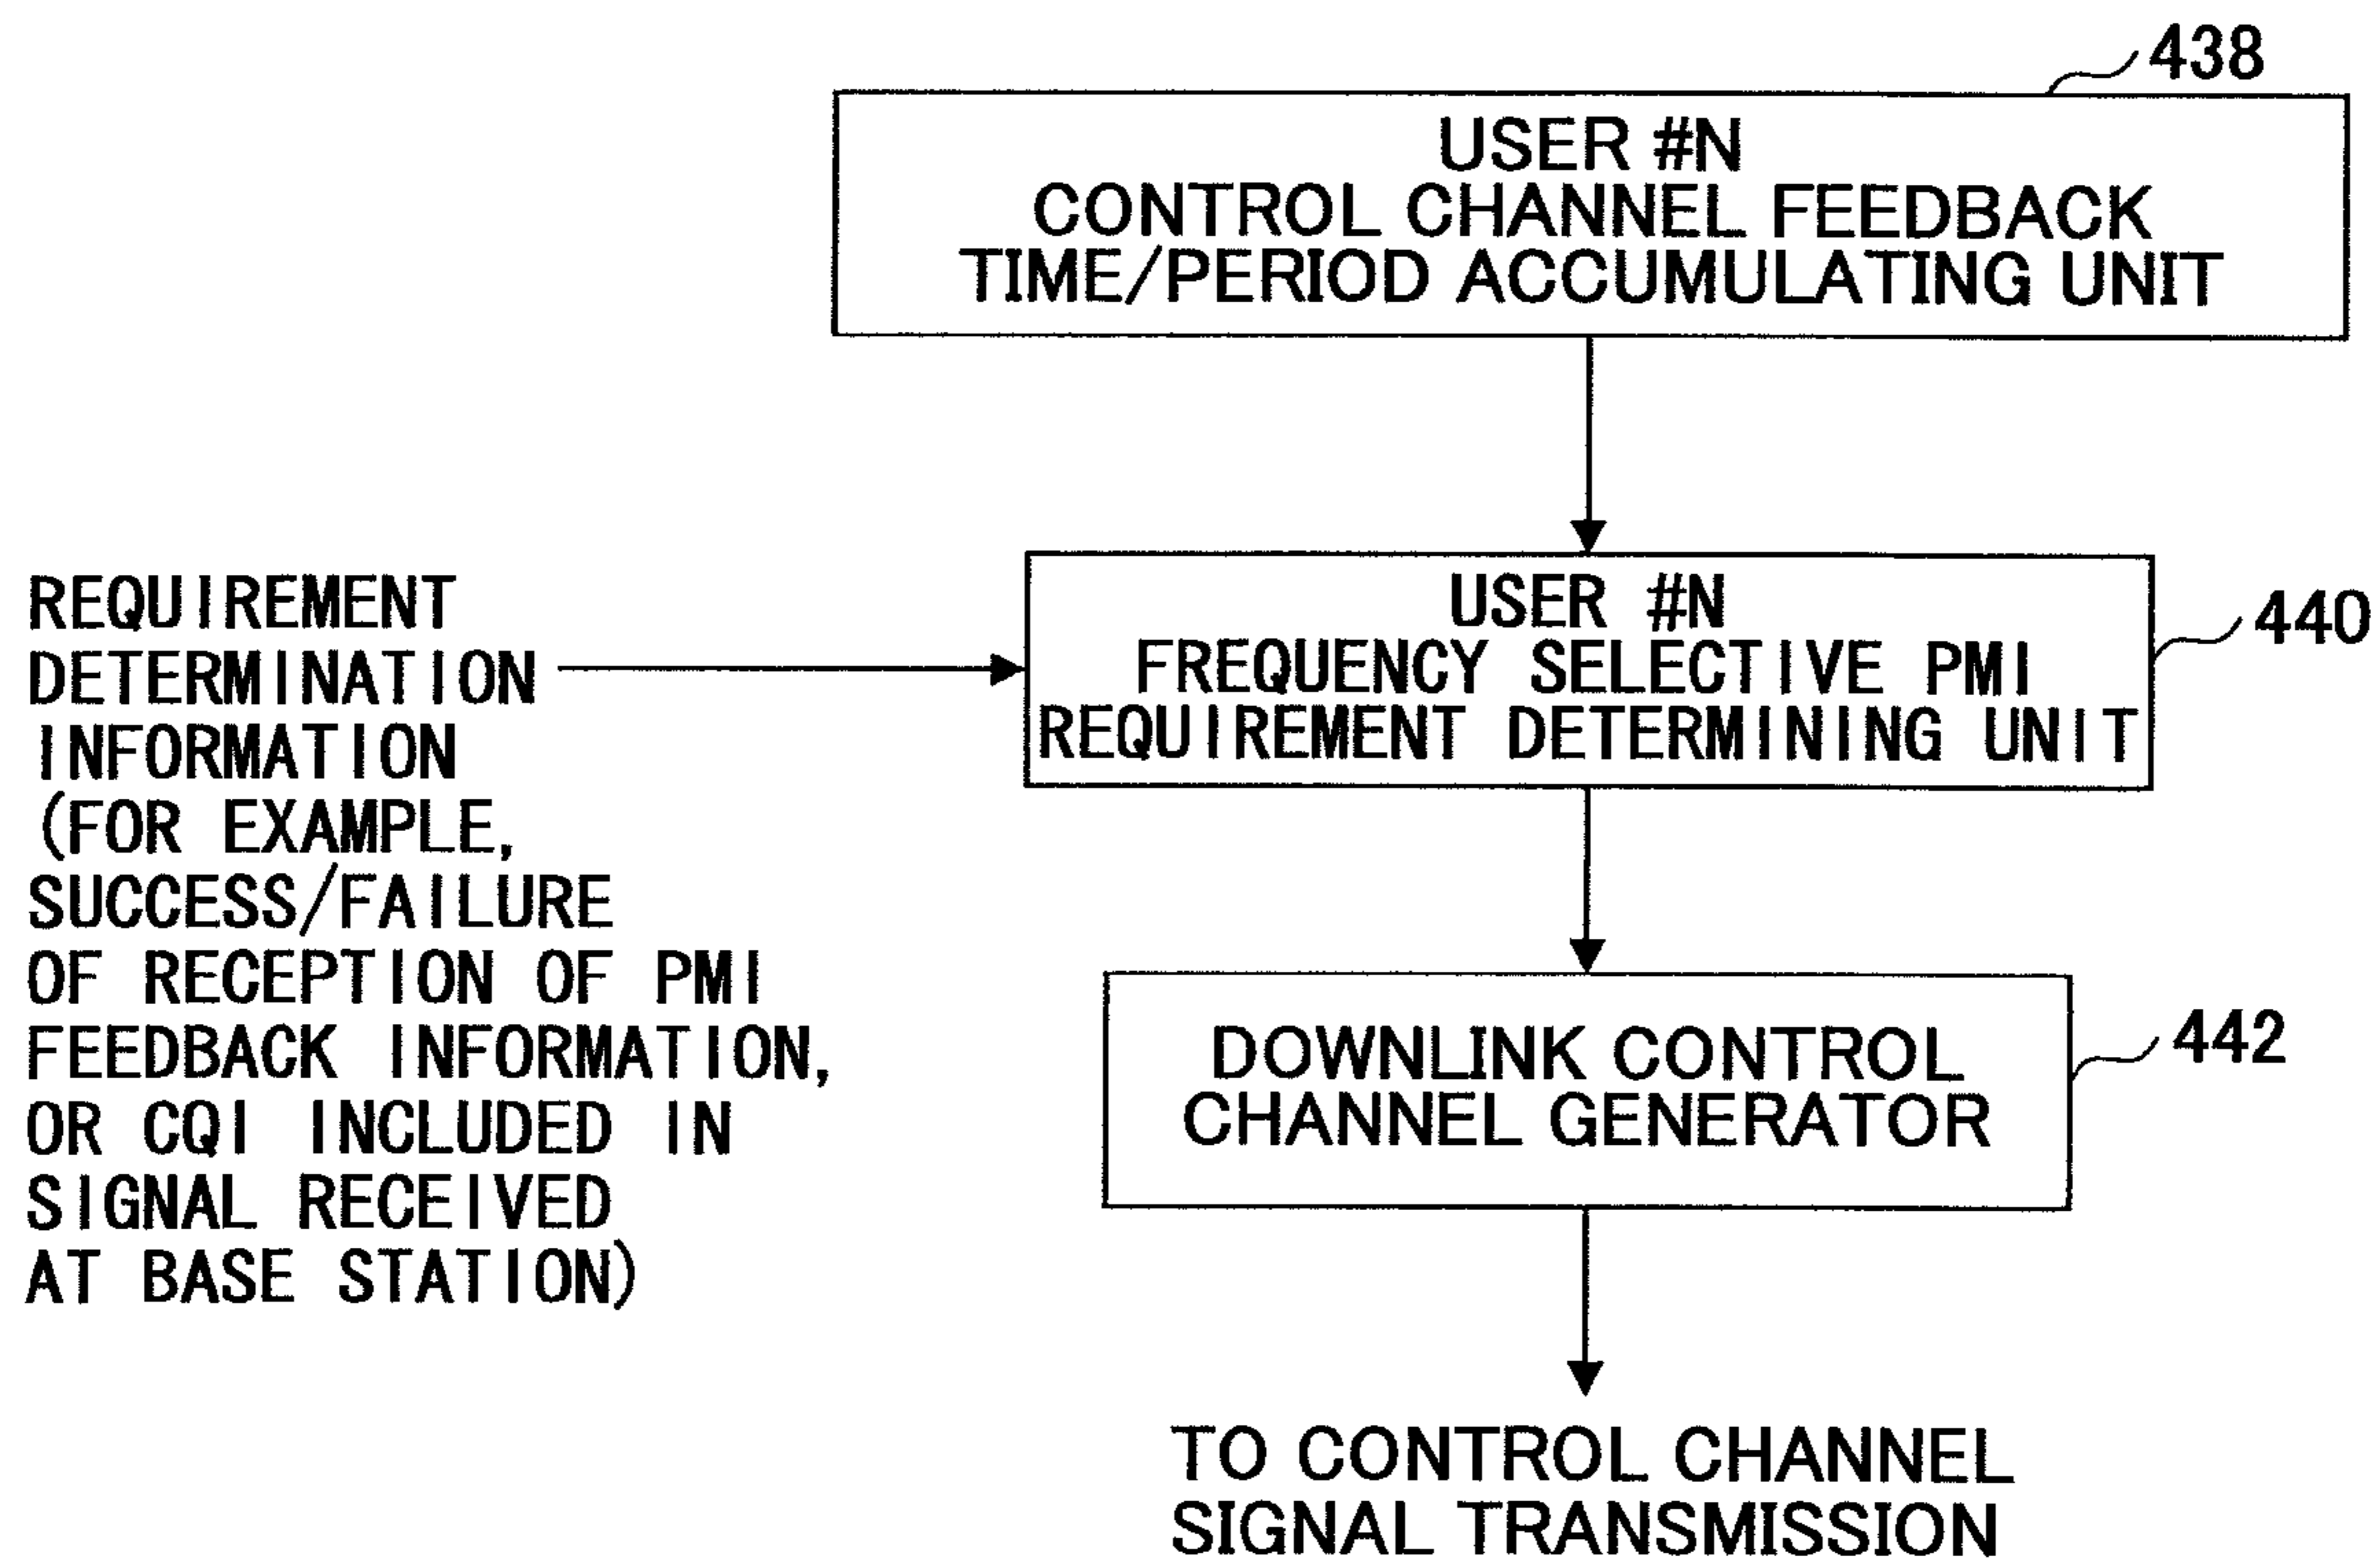 438
USER #N
CONTROL CHANNEL FEEDBACK
TIME/PERIOD ACCUMULATING UNIT
REQUIREMENT
DETERMINATION
INFORMATION
(FOR EXAMPLE,
SUCCESS/FAILURE
OF RECEPTION OF PMI
FEEDBACK INFORMATION,
OR CQI INCLUDED IN
SIGNAL RECEIVED
AT BASE STATION)
USER #N
FREQUENCY SELECTIVE PMI
REQUIREMENT DETERMINING UNIT
440
DOWNLINK CONTROL
CHANNEL GENERATOR
442
TO CONTROL CHANNEL
SIGNAL TRANSMISSION